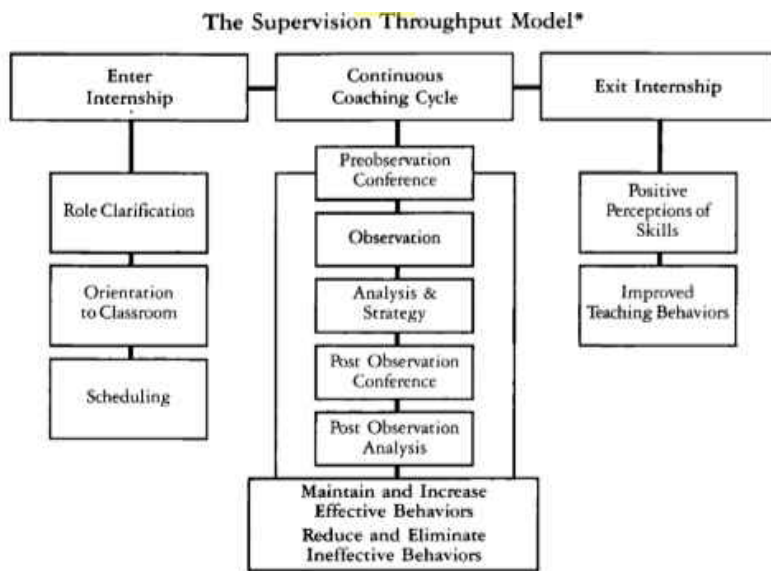 The Supervision Throughput Model*
Enter
Internship
Continuous
Coaching Cycle
Exit Internship
Role Clarification
Orientation
to Classroom
Scheduling
Preobservation
Conference
Observation
Analysis &
Strategy
Post Observation
Conference
Post Observation
Analysis
Maintain and Increase
Effective Behaviors
Reduce and Eliminate
Ineffective Behaviors
Positive
Perceptions of
Skills
Improved
Teaching Behaviors